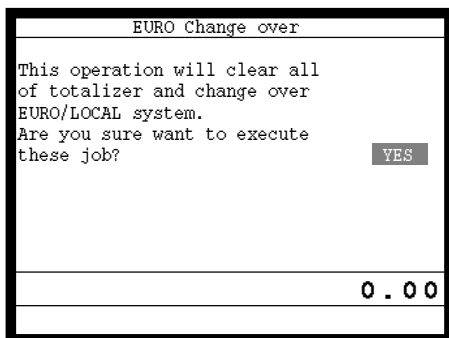 EURO Change over
This operation will clear all
of totalizer and change over
EURO/LOCAL system.
Are you sure want to execute
these job?
YES
0.00